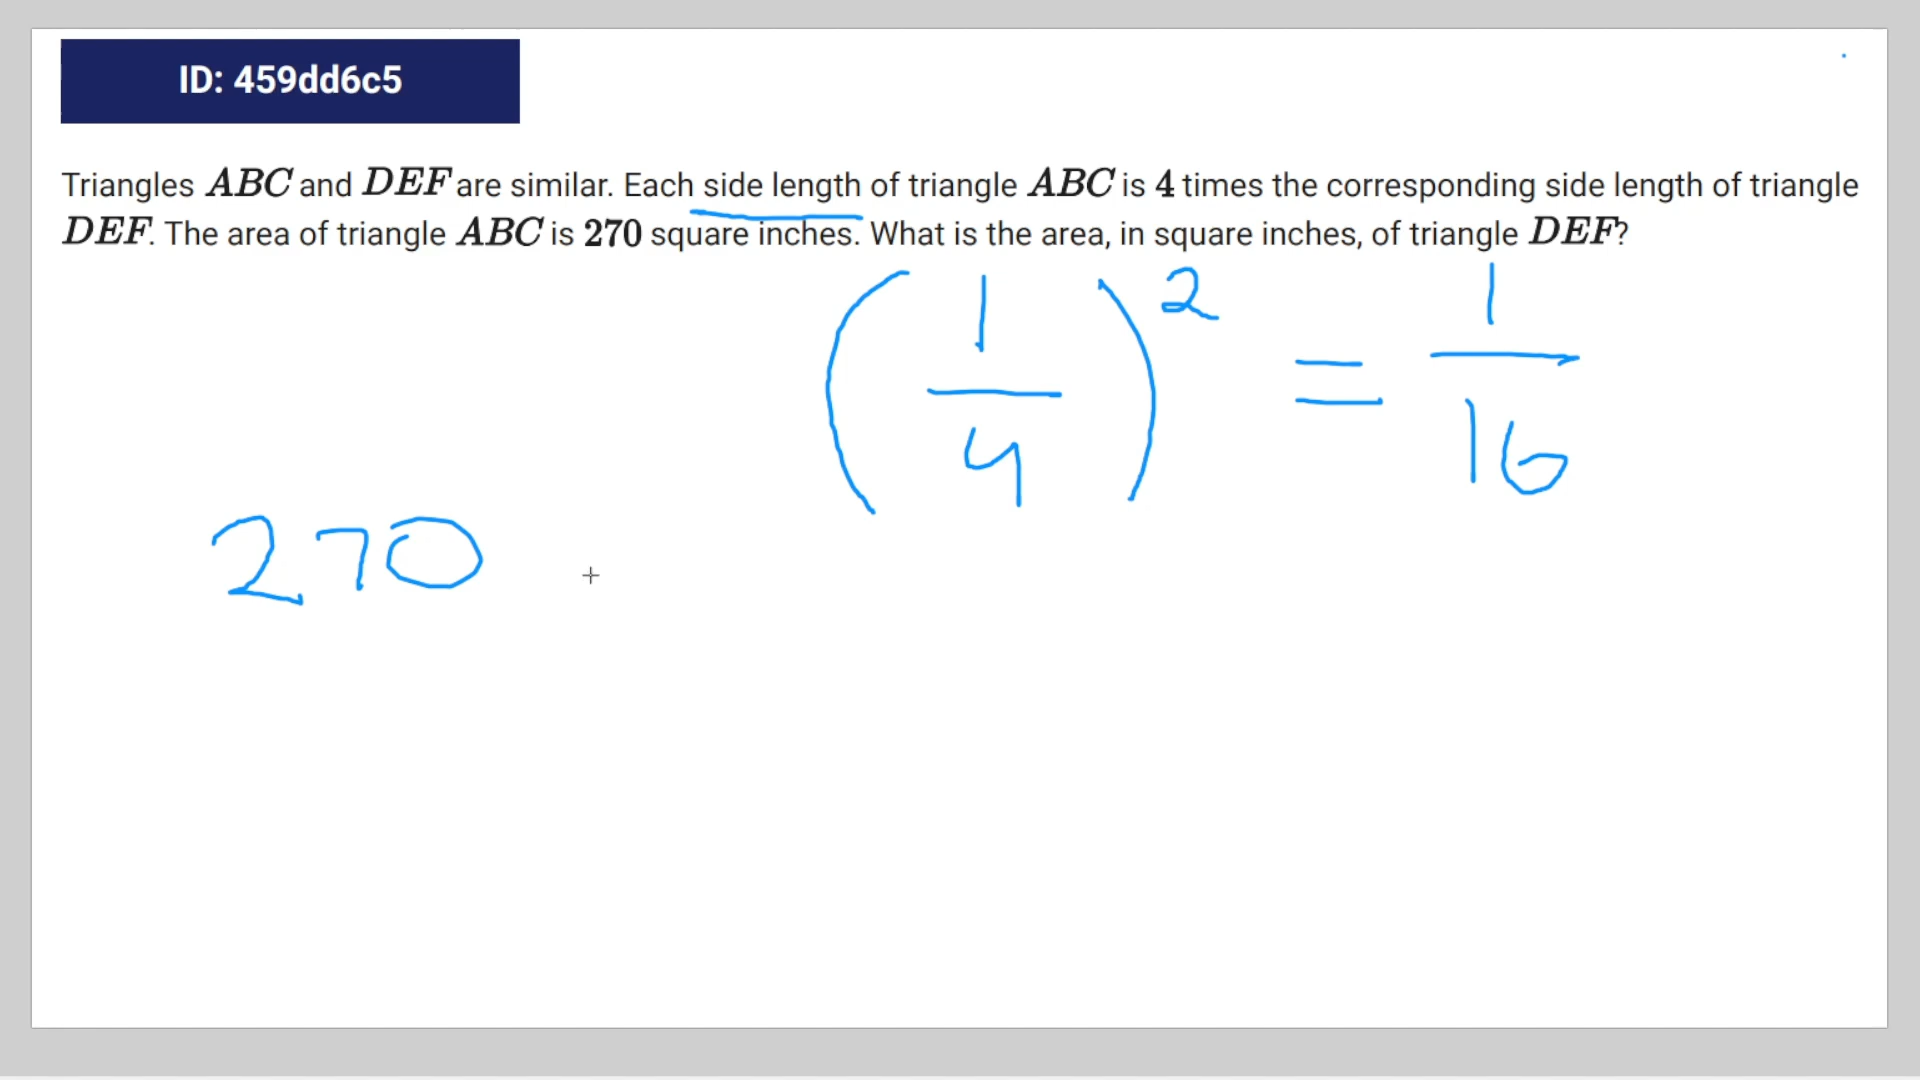 ID: 459dd6c5
Triangles ABC and DEF are similar. Each side length of triangle ABC is 4 times the corresponding side length of triangle
DEF. The area of triangle ABC is 270 square inches. What is the area, in square inches, of triangle DEF?
(1/4)² = 1/16
270